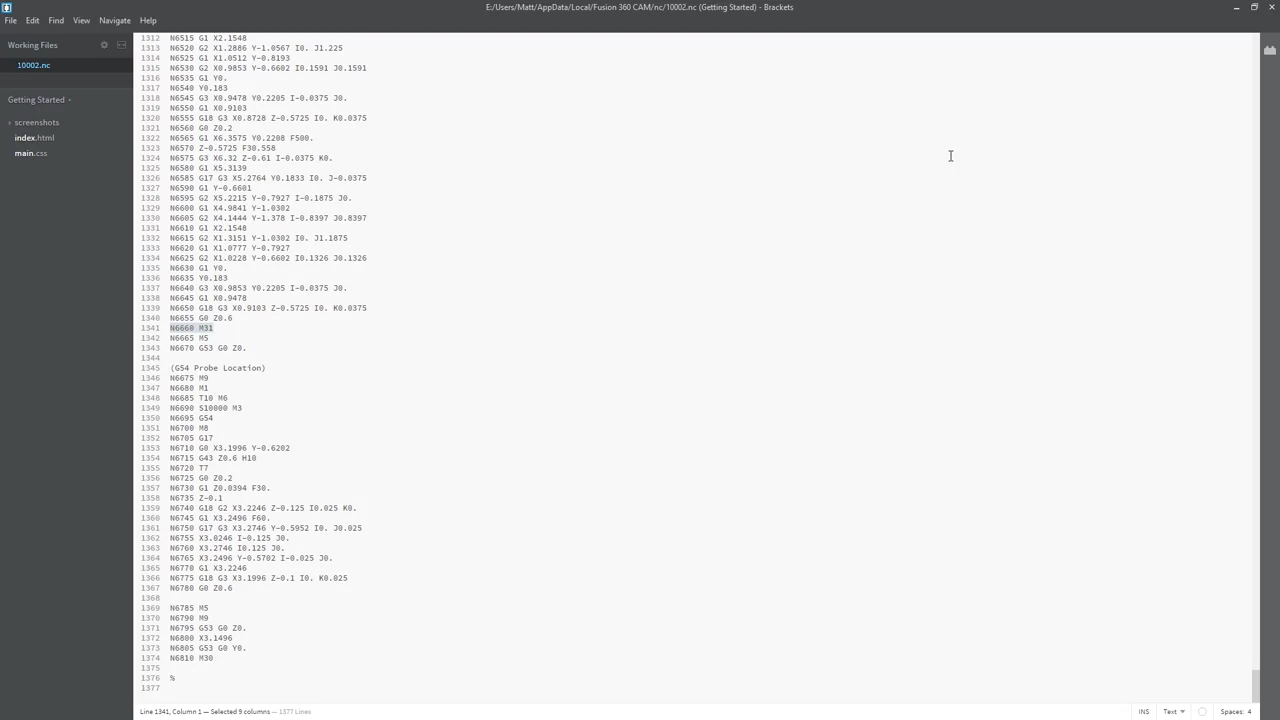 E:/Users/Matt/AppData/Local/Fusion 360 CAM/nc/10002.nc (Getting Started) - Brackets
File Edit Find View Navigate Help
Working Files
10002.nc
Getting Started
screenshots
index.html
main.css
1312 N6515 G1 X2.1548
1313 N6520 G2 X1.2886 Y-1.0567 I0. J1.225
1314 N6525 G1 X1.0512 Y-0.8193
1315 N6530 G2 X0.9853 Y-0.6602 I0.1591 J0.1591
1316 N6535 G1 Y0.
1317 N6540 Y0.183
1318 N6545 G3 X0.9478 Y0.2205 I-0.0375 J0.
1319 N6550 G1 X0.9103
1320 N6555 G18 G3 X0.8728 Z-0.5725 I0. K0.0375
1321 N6560 G0 Z0.2
1322 N6565 G1 X6.3575 Y0.2208 F500.
1323 N6570 Z-0.5725 F30.558
1324 N6575 G3 X6.32 Z-0.61 I-0.0375 K0.
1325 N6580 G1 X5.3139
1326 N6585 G17 G3 X5.2764 Y0.1833 I0. J-0.0375
1327 N6590 G1 Y-0.6601
1328 N6595 G2 X5.2215 Y-0.7927 I-0.1875 J0.
1329 N6600 G1 X4.9841 Y-1.0302
1330 N6605 G2 X4.1444 Y-1.378 I-0.8397 J0.8397
1331 N6610 G1 X2.1548
1332 N6615 G2 X1.3151 Y-1.0302 I0. J1.1875
1333 N6620 G1 X1.0777 Y-0.7927
1334 N6625 G2 X1.0228 Y-0.6602 I0.1326 J0.1326
1335 N6630 G1 Y0.
1336 N6635 Y0.183
1337 N6640 G3 X0.9853 Y0.2205 I-0.0375 J0.
1338 N6645 G1 X0.9478
1339 N6650 G18 G3 X0.9103 Z-0.5725 I0. K0.0375
1340 N6655 G0 Z0.6
1341 N6660 M31
1342 N6665 M5
1343 N6670 G53 G0 Z0.
1344
1345 (G54 Probe Location)
1346 N6675 M9
1347 N6680 M1
1348 N6685 T10 M6
1349 N6690 S10000 M3
1350 N6695 G54
1351 N6700 M8
1352 N6705 G17
1353 N6710 G0 X3.1996 Y-0.6202
1354 N6715 G43 Z0.6 H10
1355 N6720 T7
1356 N6725 G0 Z0.2
1357 N6730 G1 Z0.0394 F30.
1358 N6735 Z-0.1
1359 N6740 G18 G2 X3.2246 Z-0.125 I0.025 K0.
1360 N6745 G1 X3.2496 F60.
1361 N6750 G17 G3 X3.2746 Y-0.5952 I0. J0.025
1362 N6755 X3.0246 I-0.125 J0.
1363 N6760 X3.2746 I0.125 J0.
1364 N6765 X3.2496 Y-0.5702 I-0.025 J0.
1365 N6770 G1 X3.2246
1366 N6775 G18 G3 X3.1996 Z-0.1 I0. K0.025
1367 N6780 G0 Z0.6
1368
1369 N6785 M5
1370 N6790 M9
1371 N6795 G53 G0 Z0.
1372 N6800 X3.1496
1373 N6805 G53 G0 Y0.
1374 N6810 M30
1375
1376 %
1377
Line 1341, Column 1 — Selected 9 columns — 1377 Lines
INS Text Spaces: 4